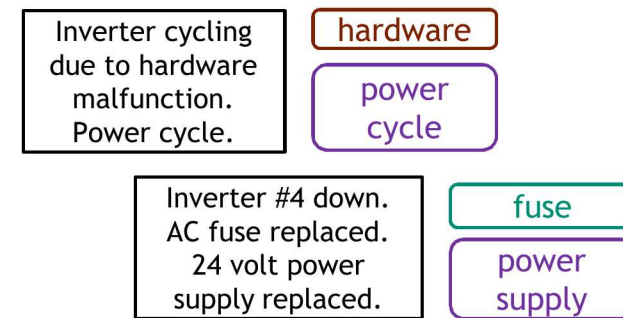 Inverter cycling
due to hardware
malfunction.
Power cycle.
hardware
power
cycle
Inverter #4 down.
AC fuse replaced.
24 volt power
supply replaced.
fuse
power
supply